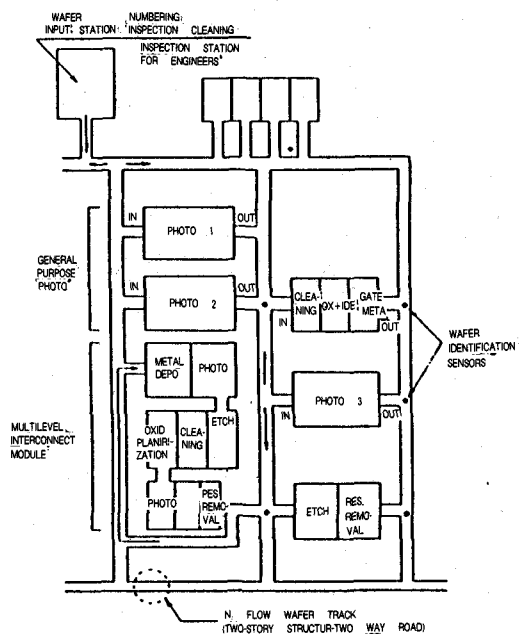 WAFER
INPUT STATION
NUMBERING
INSPECTION CLEANING
INSPECTION STATION
FOR ENGINEERS
IN
OUT
PHOTO 1
GENERAL
PURPOSE
PHOTO
IN
OUT
PHOTO 2
CLEA-
NING
OX+IDE
GATE
META
IN
OUT
WAFER
IDENTIFICATION
SENSORS
METAL
DEPO
PHOTO
IN
PHOTO 3
OUT
MULTILEVEL
INTERCONNECT
MODULE
OXID
PLANIRI-
ZATION
CLEA-
NING
ETCH
PHOTO
PES
REMO-
VAL
ETCH
RES.
REMO-
VAL
N. FLOW WAFER TRACK
(TWO-STORY STRUCTUR-TWO WAY ROAD)